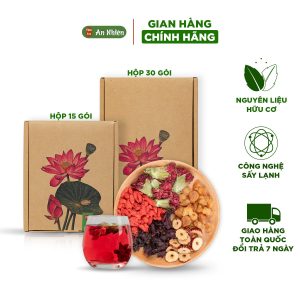 An Nhiên
GIAN HÀNG
CHÍNH HÃNG
HỘP 30 GÓI
HỘP 15 GÓI
NGUYÊN LIỆU
HỮU CƠ
CÔNG NGHỆ
SẤY LẠNH
GIAO HÀNG
TOÀN QUỐC
ĐỔI TRẢ 7 NGÀY